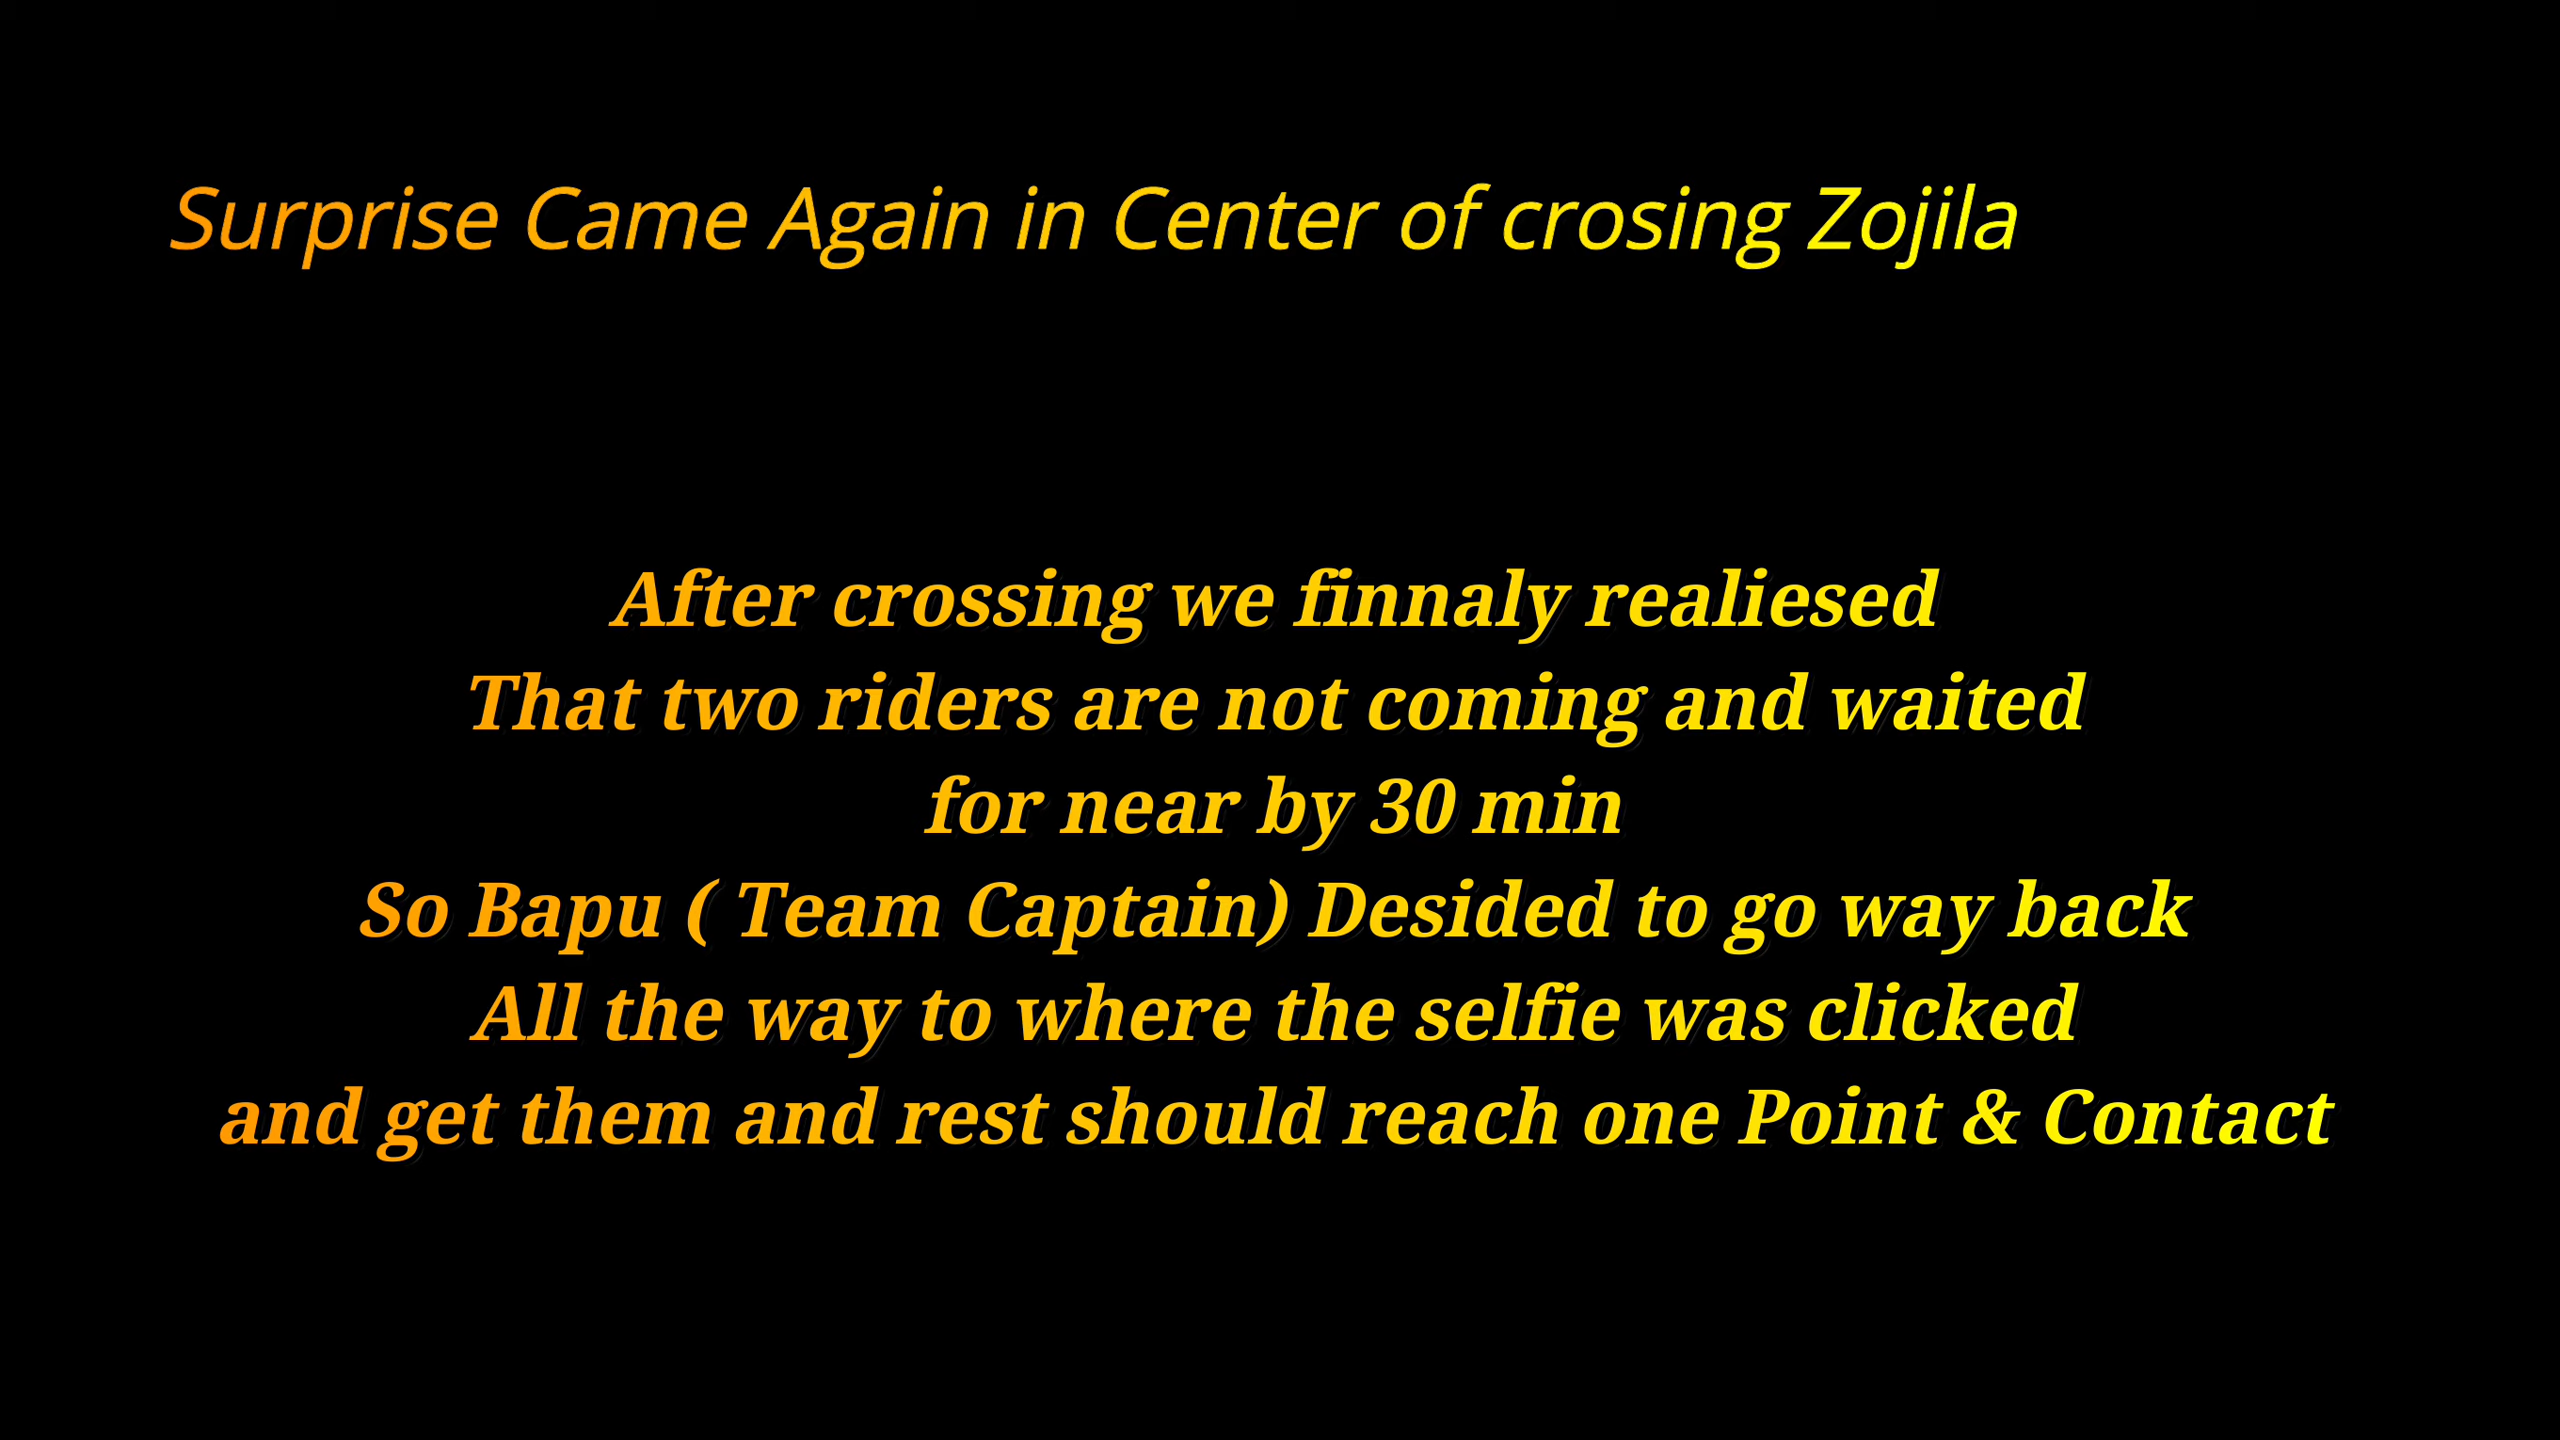 Surprise Came Again in Center of crosing Zojila
After crossing we finnaly realiesed
That two riders are not coming and waited
for near by 30 min
So Bapu ( Team Captain) Desided to go way back
All the way to where the selfie was clicked
and get them and rest should reach one Point & Contact